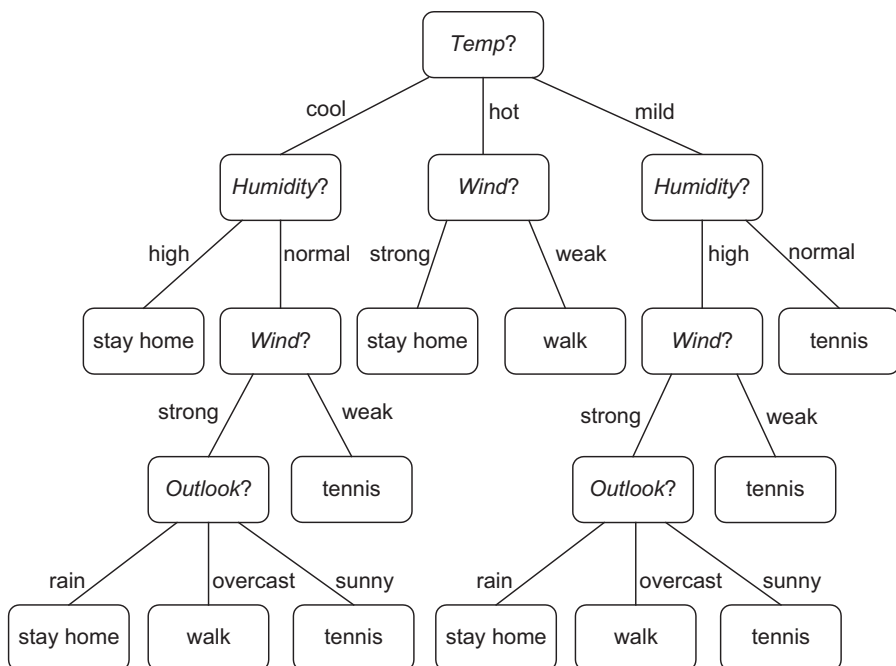 Temp?
cool hot mild
Humidity? Wind? Humidity?
high normal strong weak high normal
stay home Wind? stay home walk Wind? tennis
strong weak strong weak
Outlook? tennis Outlook? tennis
rain overcast sunny rain overcast sunny
stay home walk tennis stay home walk tennis